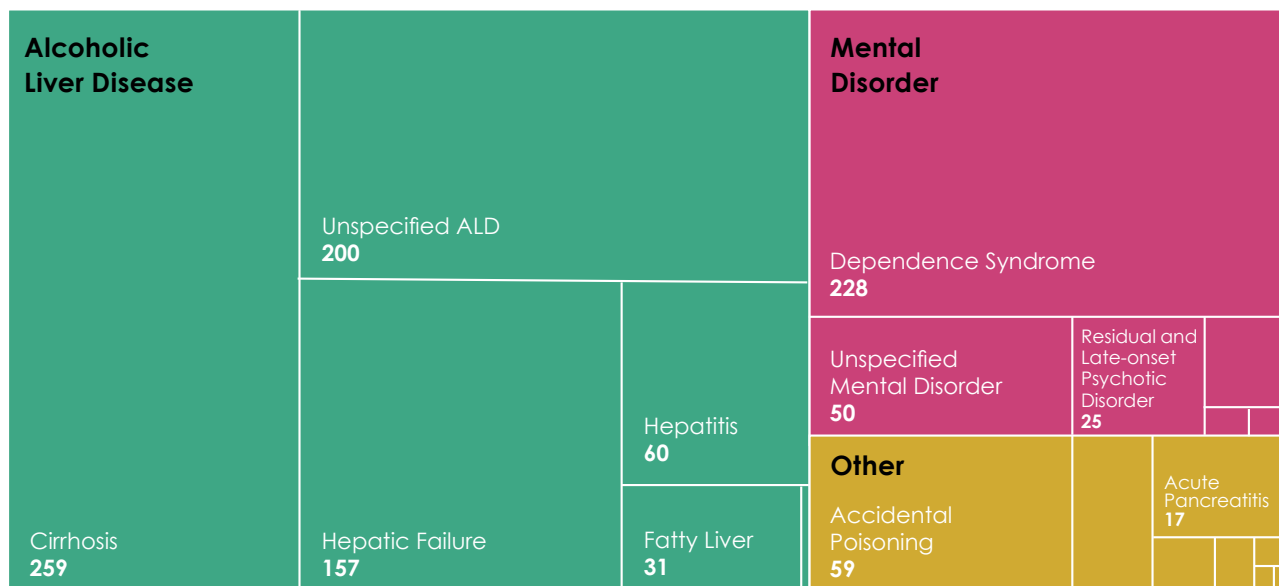 Alcoholic
Liver Disease
Cirrhosis
259
Unspecified ALD
200
Hepatic Failure
157
Hepatitis
60
Fatty Liver
31
Mental
Disorder
Dependence Syndrome
228
Unspecified
Mental Disorder
50
Residual and
Late-onset
Psychotic
Disorder
25
Other
Accidental
Poisoning
59
Acute
Pancreatitis
17